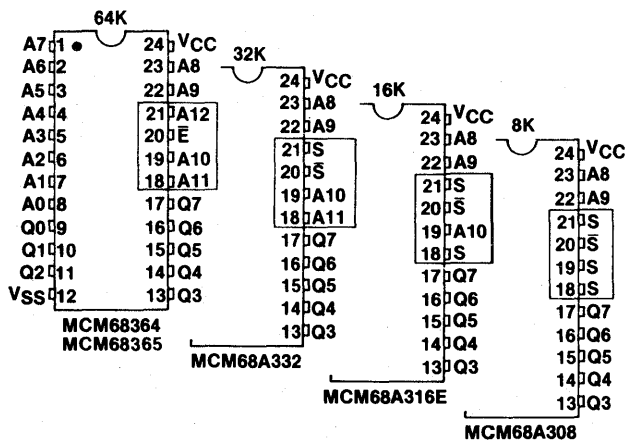 64K
A7 1 24 VCC
A6 2 23 A8
A5 3 22 A9
A4 4 21 A12
A3 5 20 E̅
A2 6 19 A10
A1 7 18 A11
A0 8 17 Q7
Q0 9 16 Q6
Q1 10 15 Q5
Q2 11 14 Q4
VSS 12 13 Q3
MCM68364
MCM68365
32K
24 VCC
23 A8
22 A9
21 S
20 S̅
19 A10
18 A11
17 Q7
16 Q6
15 Q5
14 Q4
13 Q3
MCM68A332
16K
24 VCC
23 A8
22 A9
21 S
20 S̅
19 A10
18 S
17 Q7
16 Q6
15 Q5
14 Q4
13 Q3
MCM68A316E
8K
24 VCC
23 A8
22 A9
21 S
20 S̅
19 S
18 S
17 Q7
16 Q6
15 Q5
14 Q4
13 Q3
MCM68A308